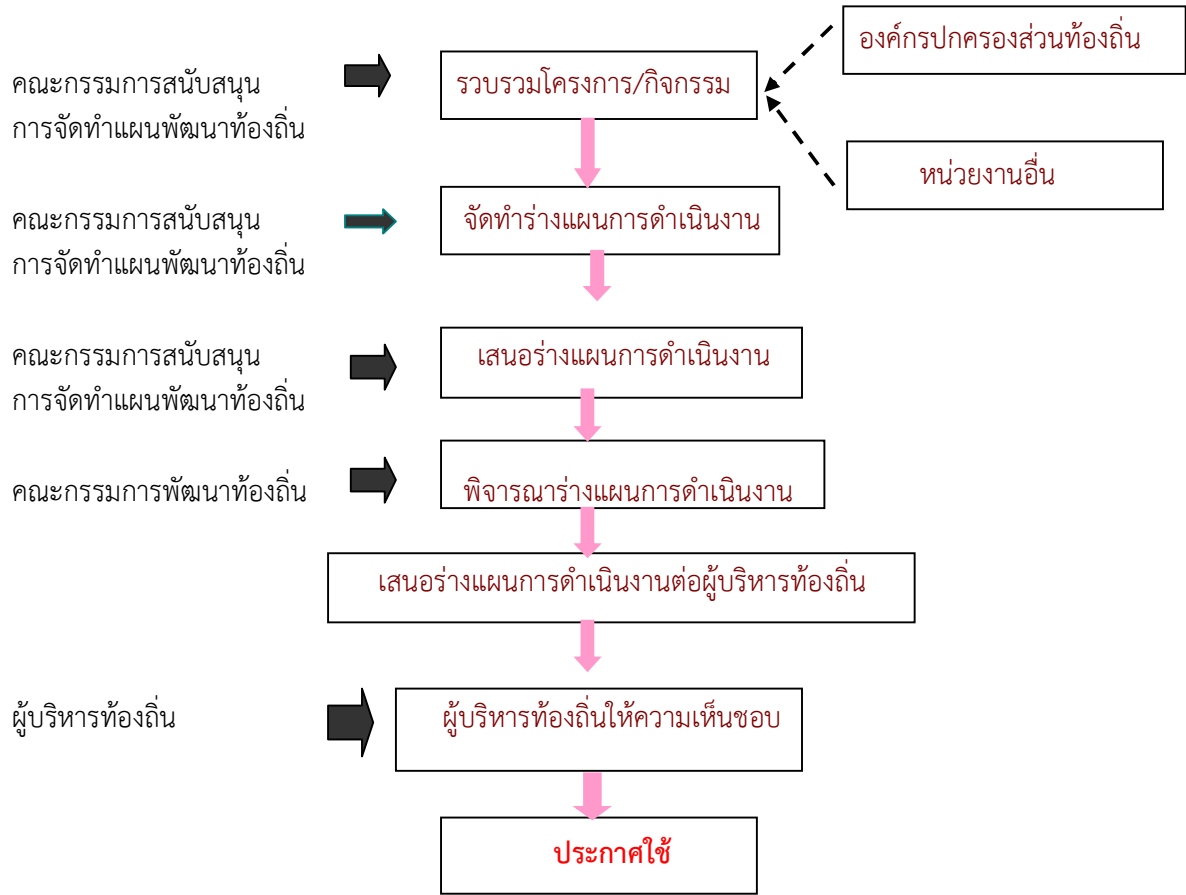 องค์กรปกครองส่วนท้องถิ่น
คณะกรรมการสนับสนุน
การจัดทำแผนพัฒนาท้องถิ่น
รวบรวมโครงการ/กิจกรรม
หน่วยงานอื่น
คณะกรรมการสนับสนุน
การจัดทำแผนพัฒนาท้องถิ่น
จัดทำร่างแผนการดำเนินงาน
คณะกรรมการสนับสนุน
การจัดทำแผนพัฒนาท้องถิ่น
เสนอร่างแผนการดำเนินงาน
คณะกรรมการพัฒนาท้องถิ่น
พิจารณาร่างแผนการดำเนินงาน
เสนอร่างแผนการดำเนินงานต่อผู้บริหารท้องถิ่น
ผู้บริหารท้องถิ่น
ผู้บริหารท้องถิ่นให้ความเห็นชอบ
ประกาศใช้